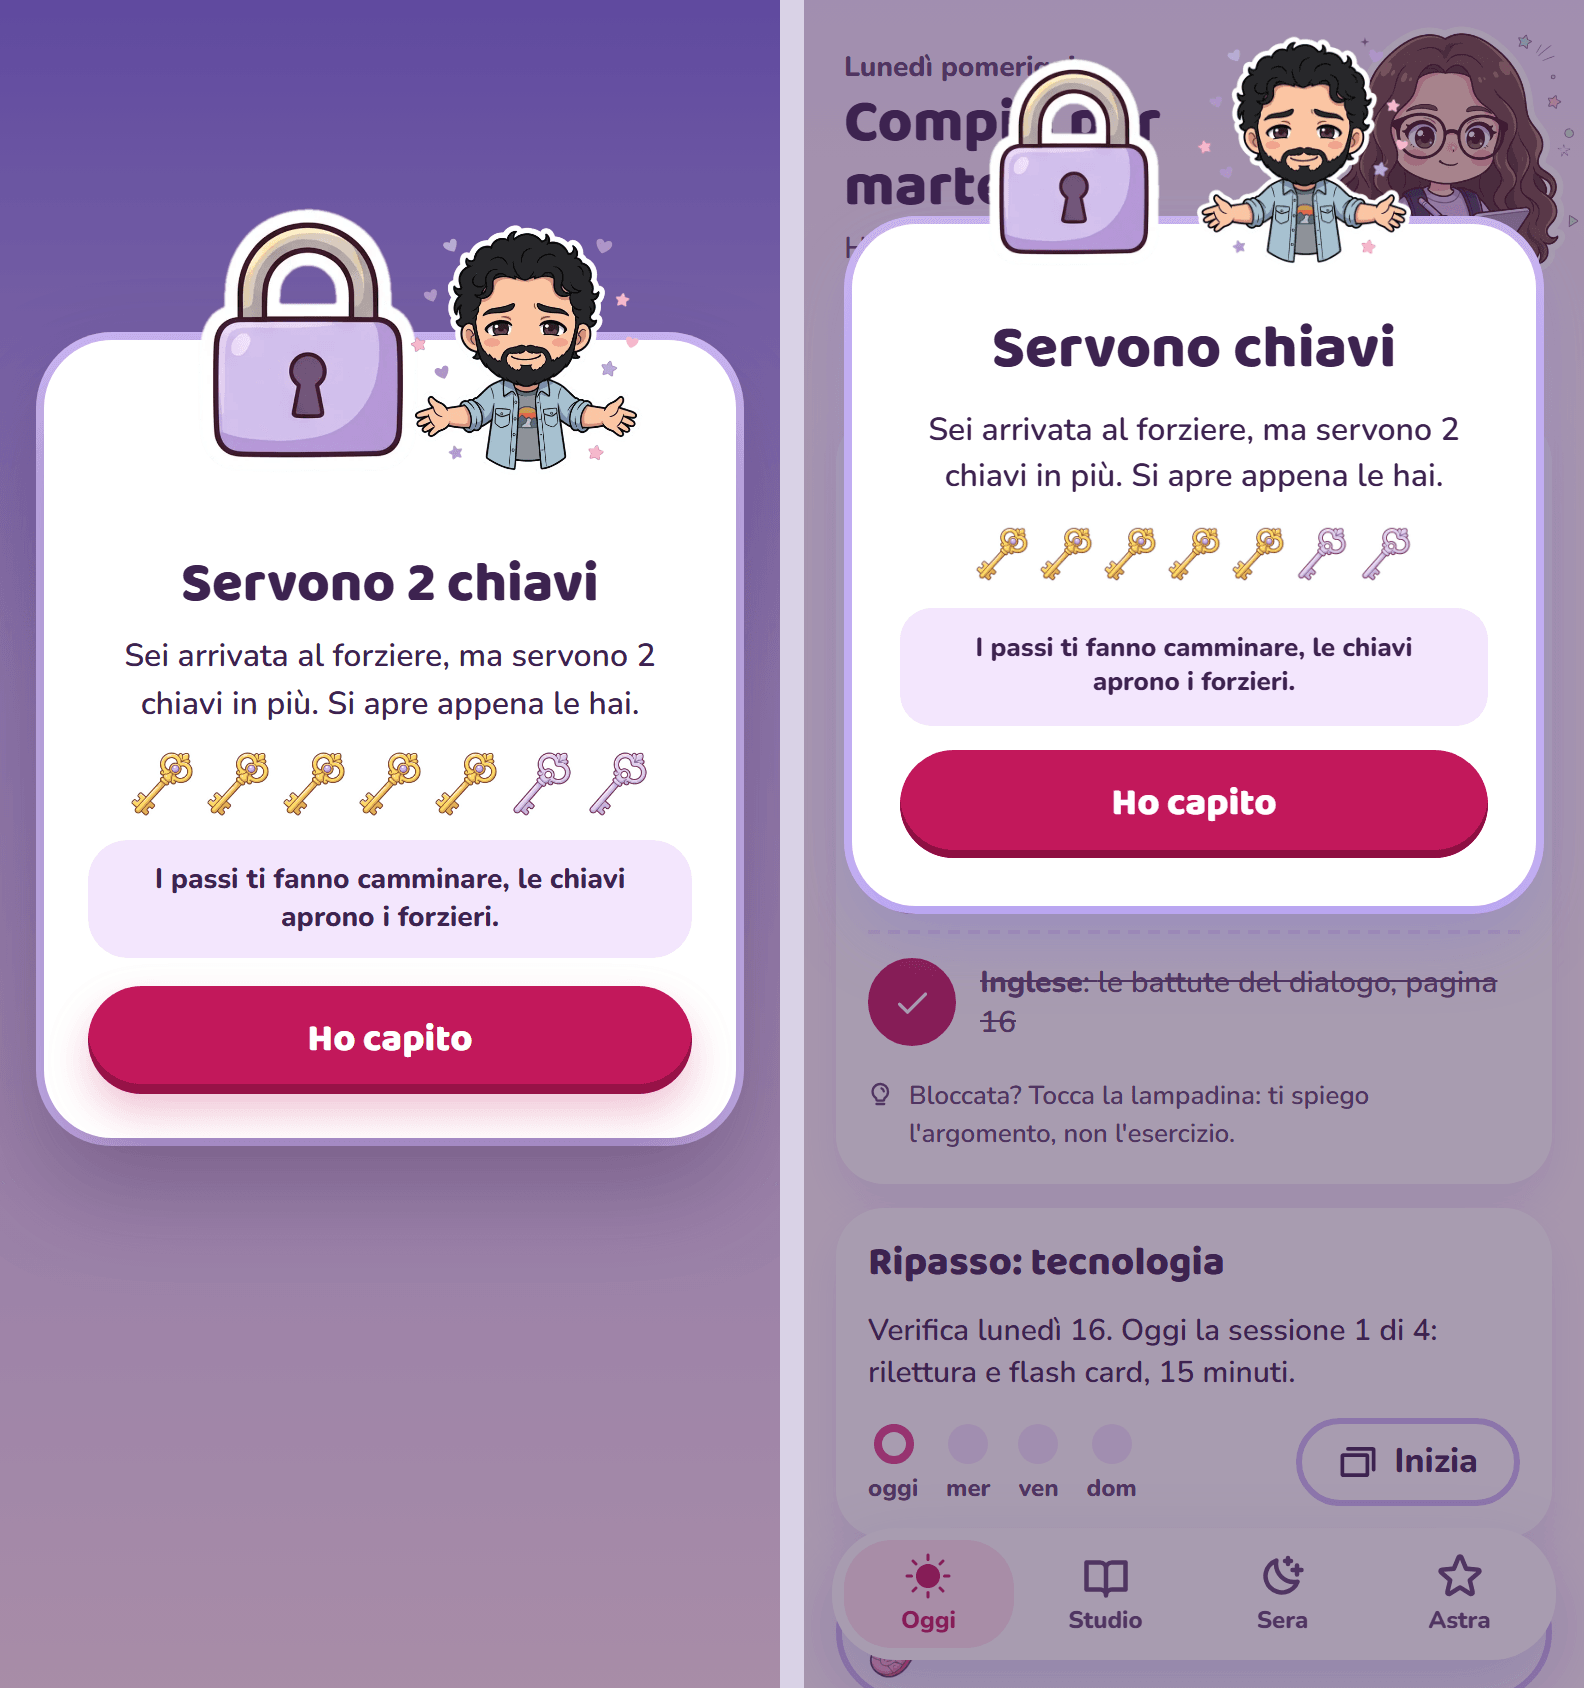 Servono 2 chiavi
Sei arrivata al forziere, ma servono 2
chiavi in più. Si apre appena le hai.
I passi ti fanno camminare, le chiavi
aprono i forzieri.
Ho capito
Lunedì
Servono chiavi
Sei arrivata al forziere, ma servono 2
chiavi in più. Si apre appena le hai.
I passi ti fanno camminare, le chiavi
aprono i forzieri.
Ho capito
Inglese: le battute del dialogo, pagina
16
Bloccata? Tocca la lampadina: ti spiego
l'argomento, non l'esercizio.
Ripasso: tecnologia
Verifica lunedì 16. Oggi la sessione 1 di 4:
rilettura e flash card, 15 minuti.
oggi mer ven dom
Inizia
Oggi Studio Sera Astra